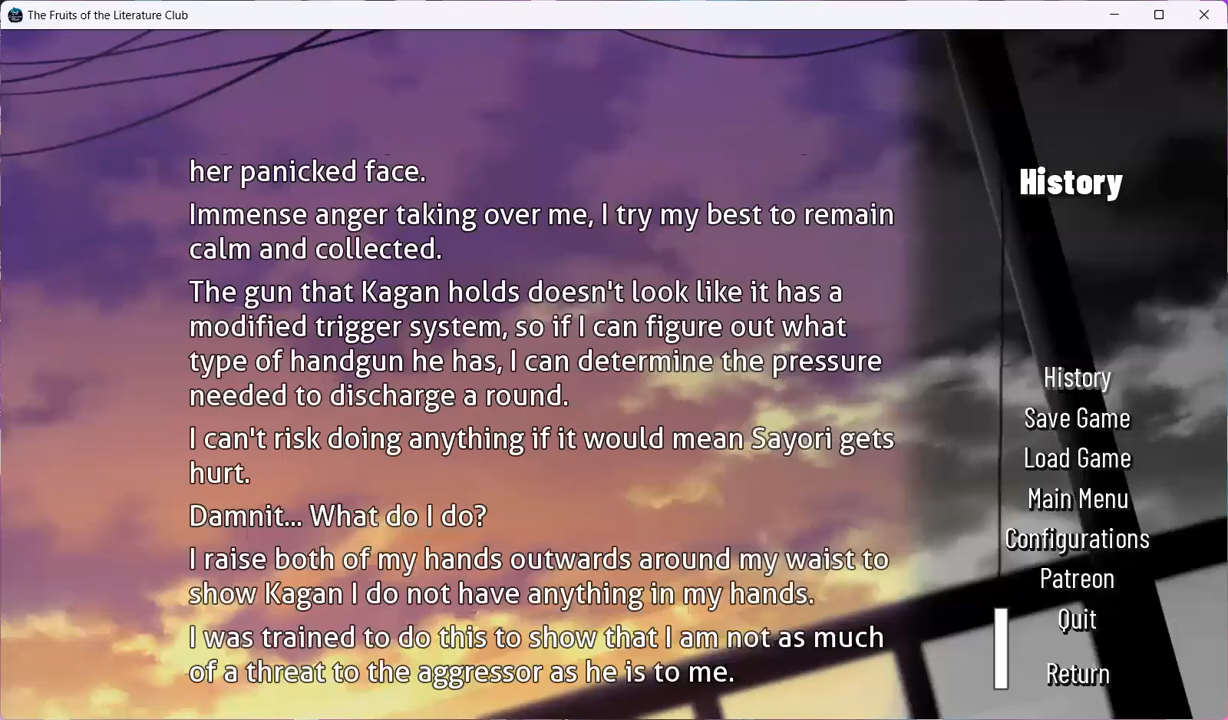 The Fruits of the Literature Club
her panicked face.
Immense anger taking over me, I try my best to remain
calm and collected.
The gun that Kagan holds doesn't look like it has a
modified trigger system, so if I can figure out what
type of handgun he has, I can determine the pressure
needed to discharge a round.
I can't risk doing anything if it would mean Sayori gets
hurt.
Damnit... What do I do?
I raise both of my hands outwards around my waist to
show Kagan I do not have anything in my hands.
I was trained to do this to show that I am not as much
of a threat to the aggressor as he is to me.
History
History
Save Game
Load Game
Main Menu
Configurations
Patreon
Quit
Return